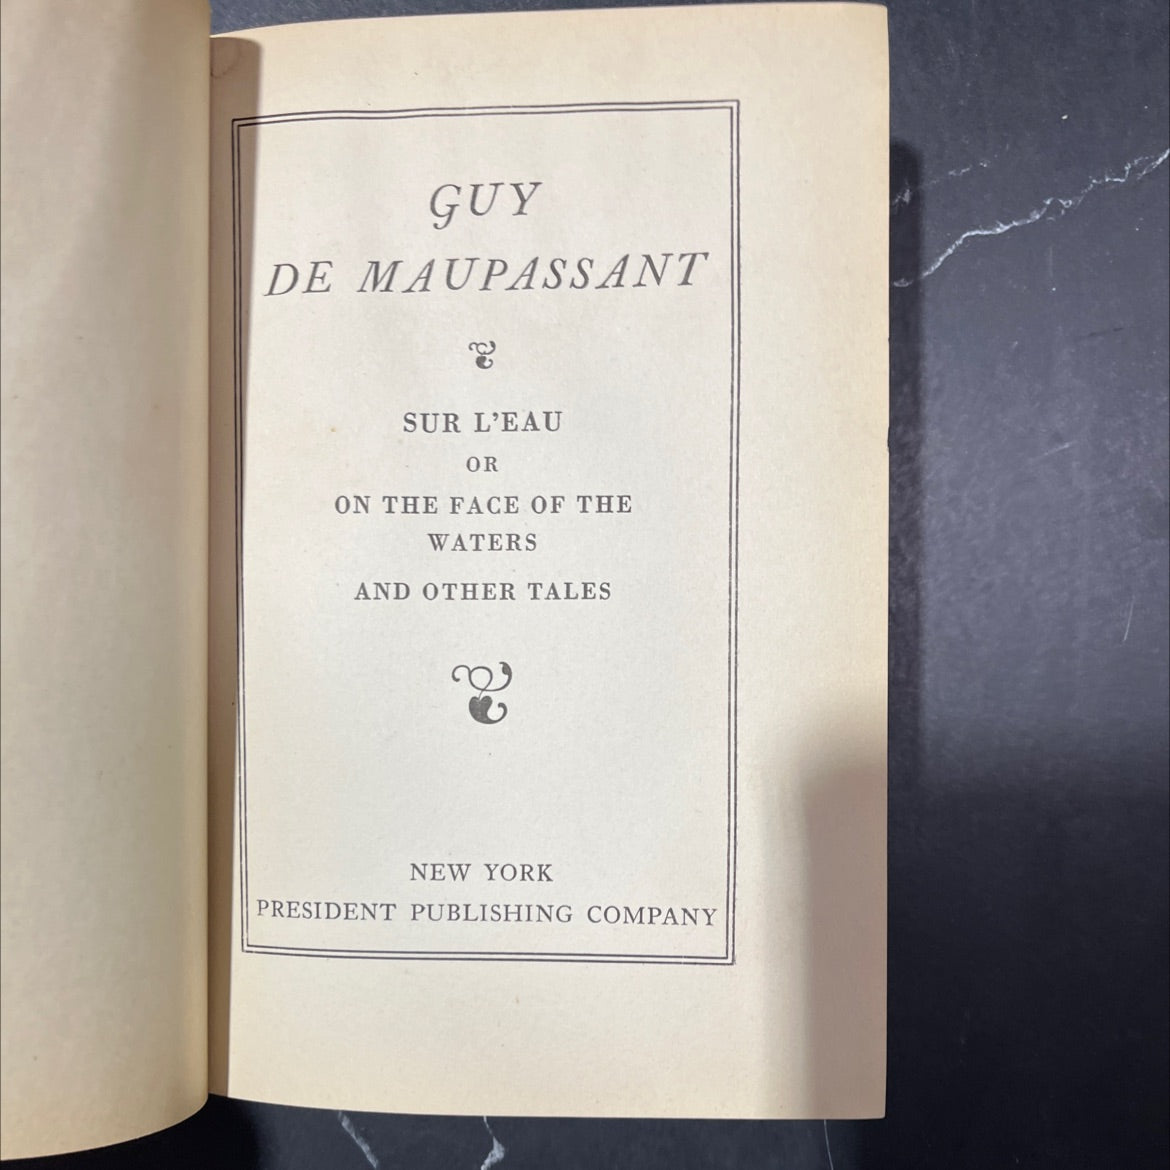 GUY
DE MAUPASSANT
SUR L’EAU
OR
ON THE FACE OF THE
WATERS
AND OTHER TALES
NEW YORK
PRESIDENT PUBLISHING COMPANY